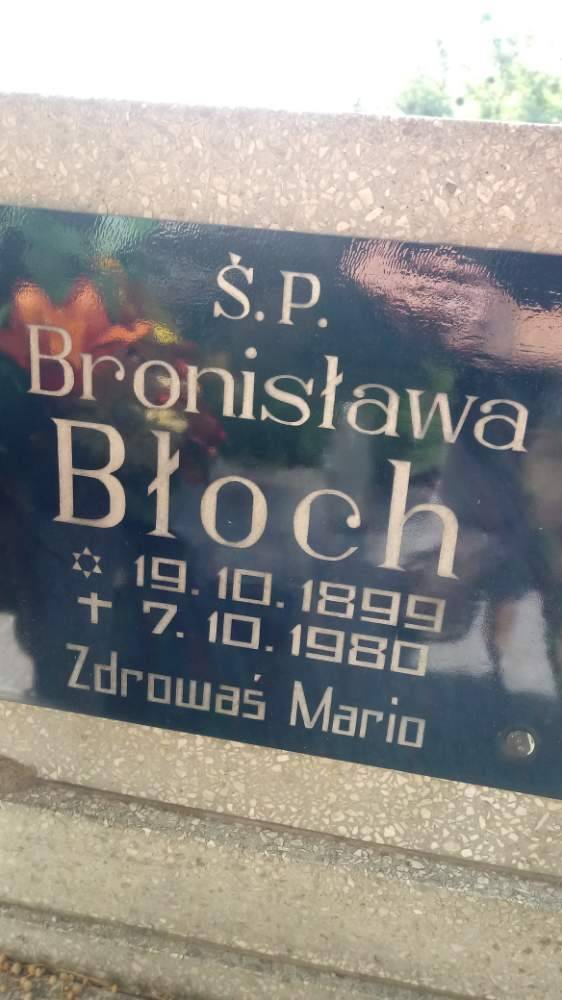 Ś.P.
Bronisława
Błoch
✡ 19.10.1899
✝ 7.10.1980
Zdrowaś Mario